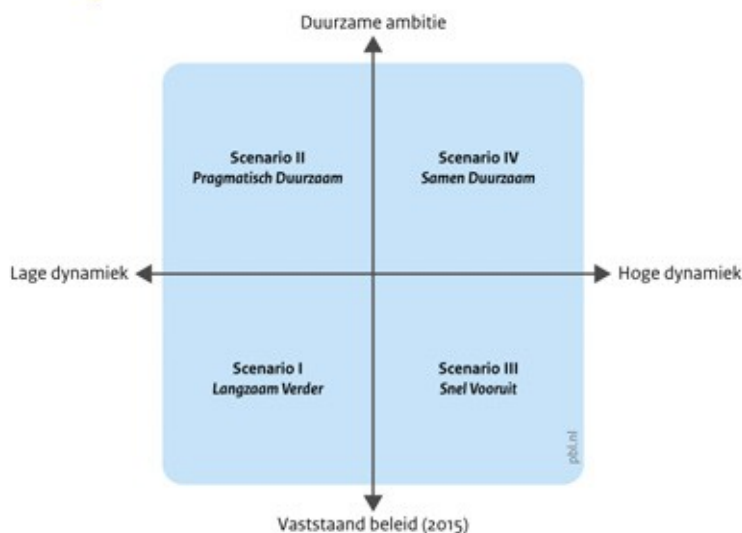 Duurzame ambitie
Scenario II
Pragmatisch Duurzaam
Scenario IV
Samen Duurzaam
Lage dynamiek
Hoge dynamiek
Scenario I
Langzaam Verder
Scenario III
Snel Vooruit
pbl.nl
Vaststaand beleid (2015)